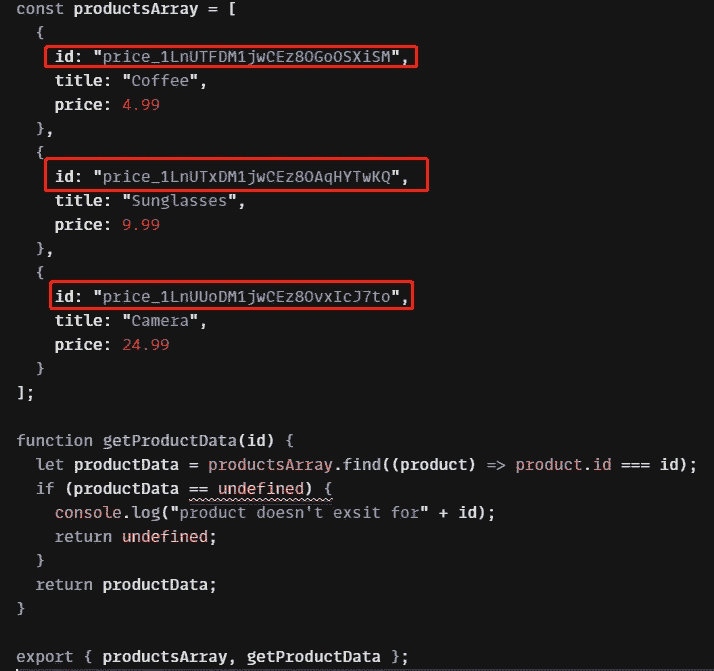 const productsArray = [
{
id: "price_1LnUTFDM1jwCEz8OGoOSXiSM",
title: "Coffee",
price: 4.99
},
{
id: "price_1LnUTxDM1jwCEz8OAqHYTwKQ",
title: "Sunglasses",
price: 9.99
},
{
id: "price_1LnUUoDM1jwCEz8OvxIcJ7to",
title: "Camera",
price: 24.99
}
];
function getProductData(id) {
let productData = productsArray.find((product) => product.id === id);
if (productData == undefined) {
console.log("product doesn't exsit for" + id);
return undefined;
}
return productData;
}
export { productsArray, getProductData };